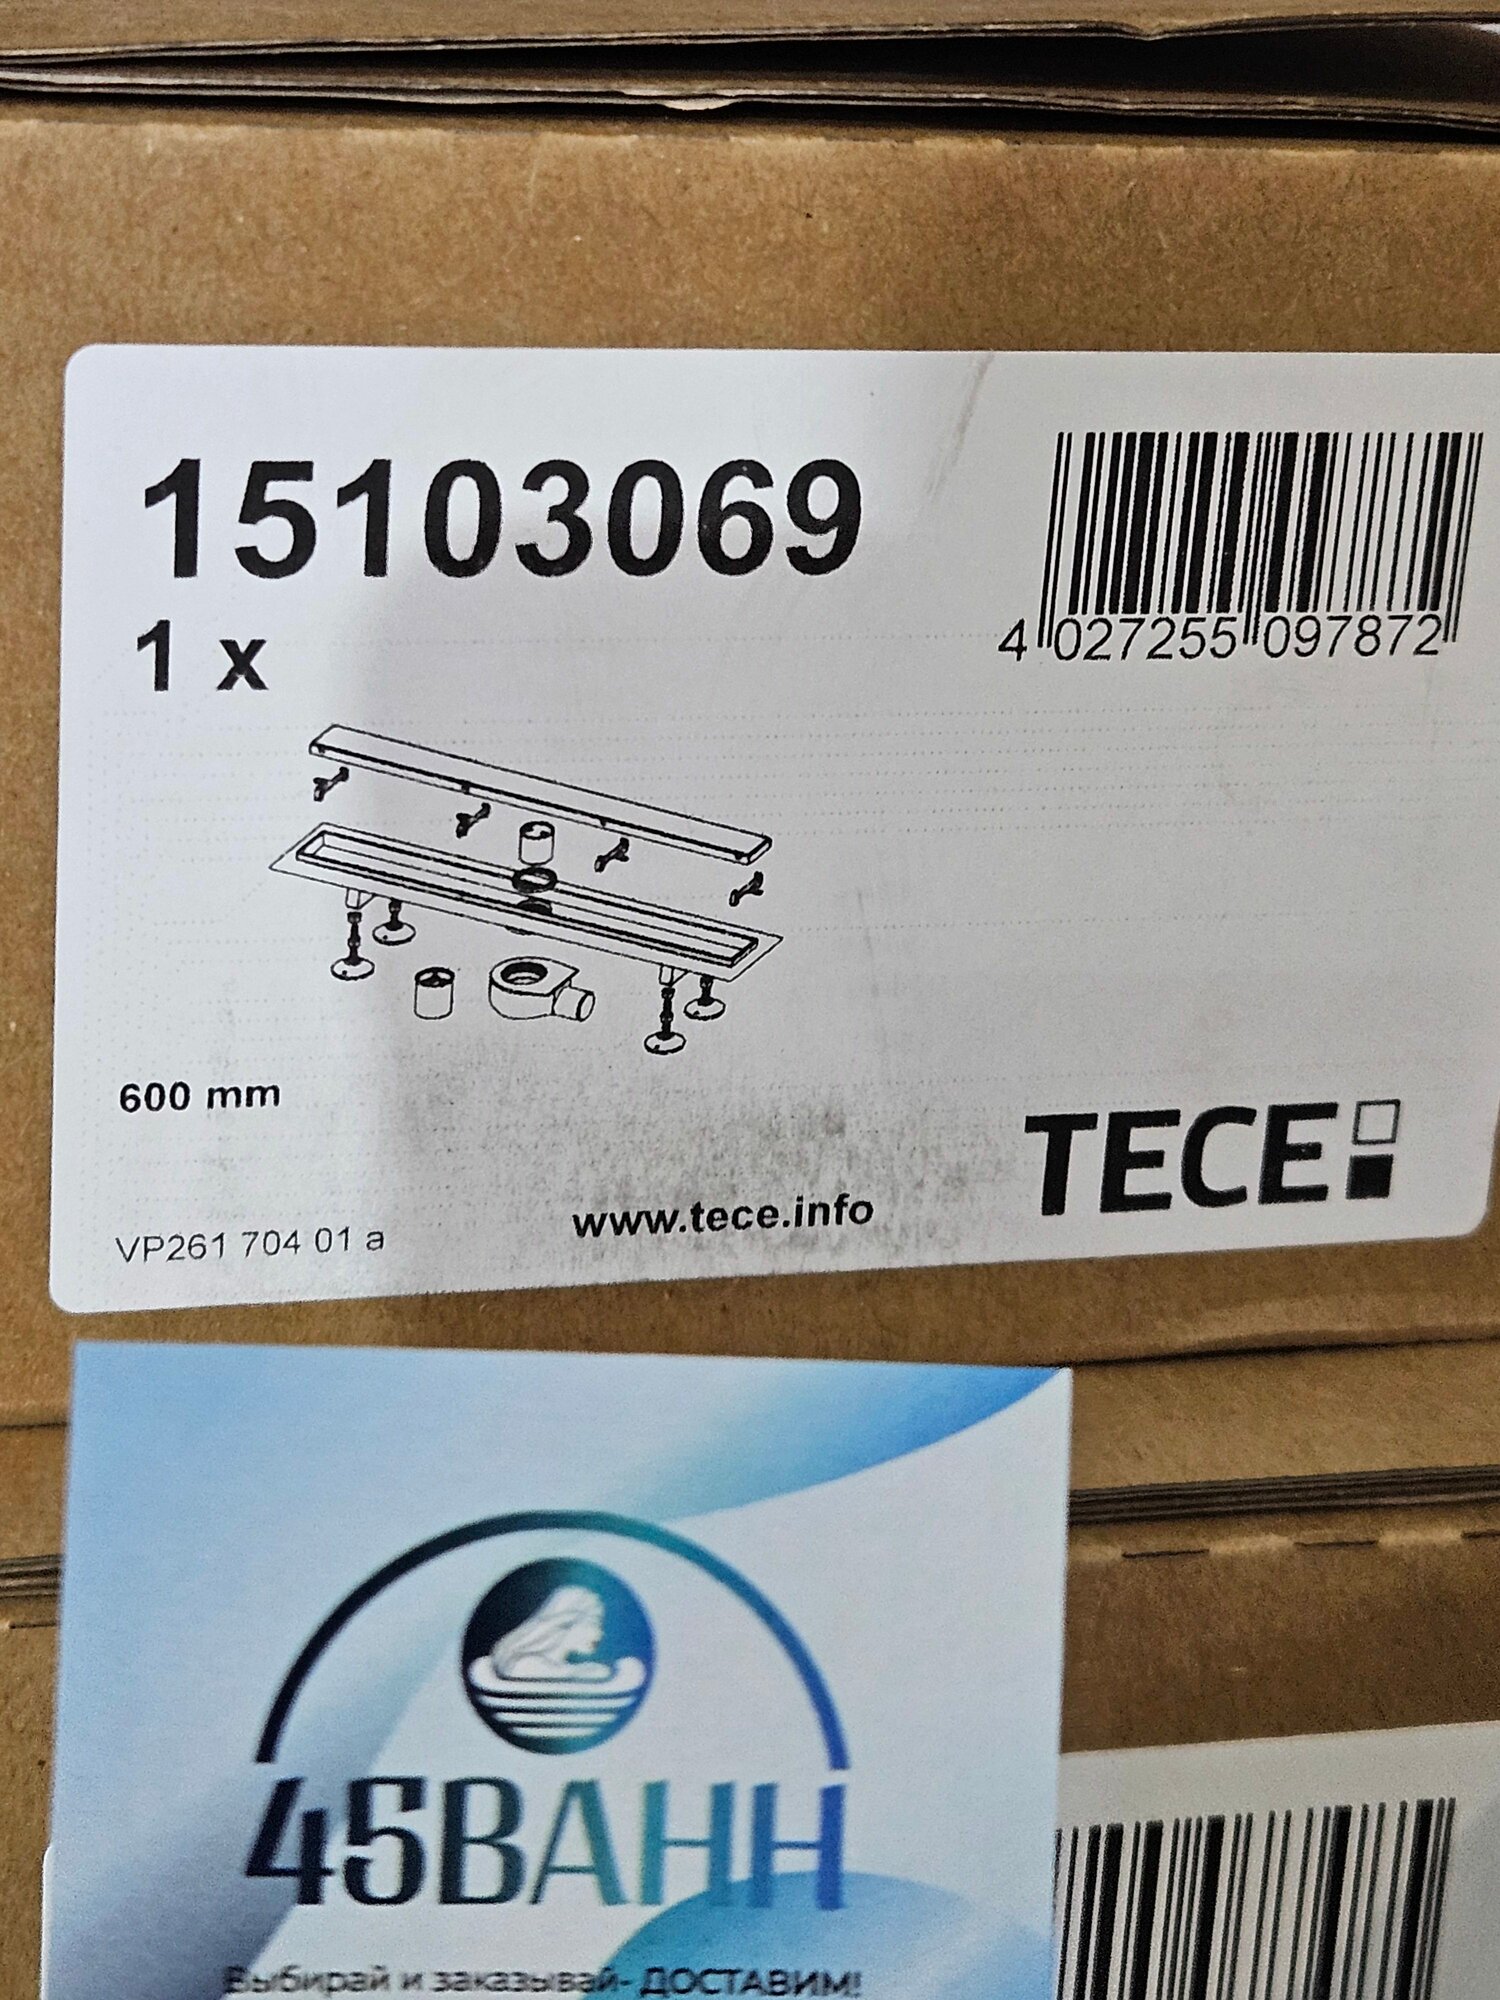 15103069
1 x
4 027255 097872
600 mm
www.tece.info
TECE
VP261 704 01 a
45ВАНН
Выбирай и заказывай- ДОСТАВИМ!